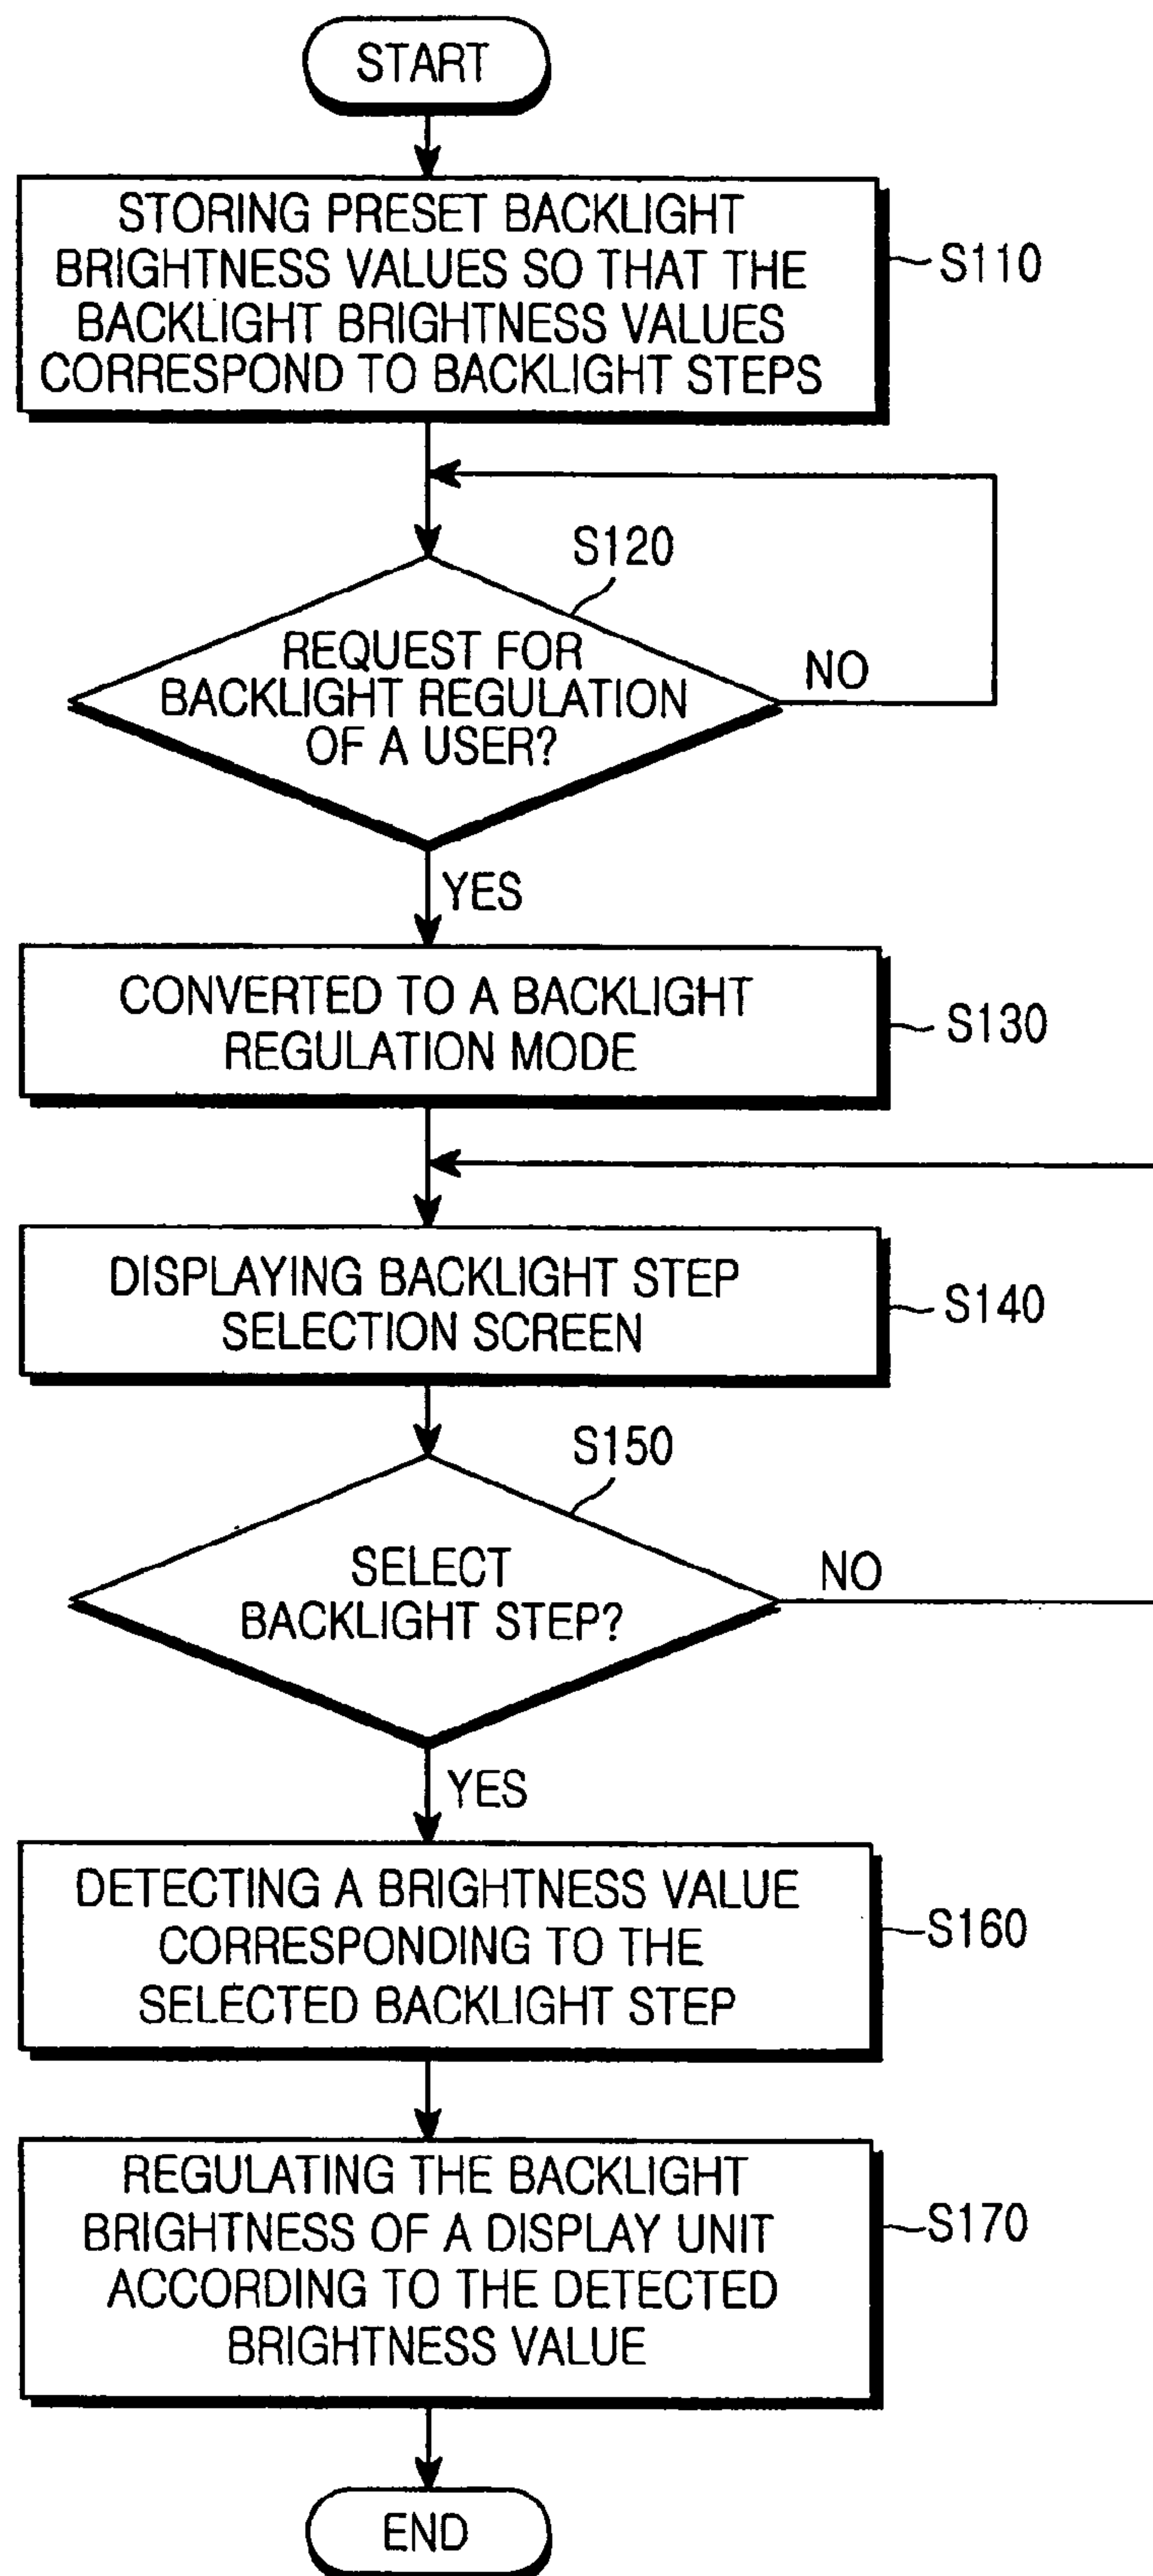 START
STORING PRESET BACKLIGHT
BRIGHTNESS VALUES SO THAT THE
BACKLIGHT BRIGHTNESS VALUES
CORRESPOND TO BACKLIGHT STEPS
S110
S120
REQUEST FOR
BACKLIGHT REGULATION
OF A USER?
NO
YES
CONVERTED TO A BACKLIGHT
REGULATION MODE
S130
DISPLAYING BACKLIGHT STEP
SELECTION SCREEN
S140
S150
SELECT
BACKLIGHT STEP?
NO
YES
DETECTING A BRIGHTNESS VALUE
CORRESPONDING TO THE
SELECTED BACKLIGHT STEP
S160
REGULATING THE BACKLIGHT
BRIGHTNESS OF A DISPLAY UNIT
ACCORDING TO THE DETECTED
BRIGHTNESS VALUE
S170
END